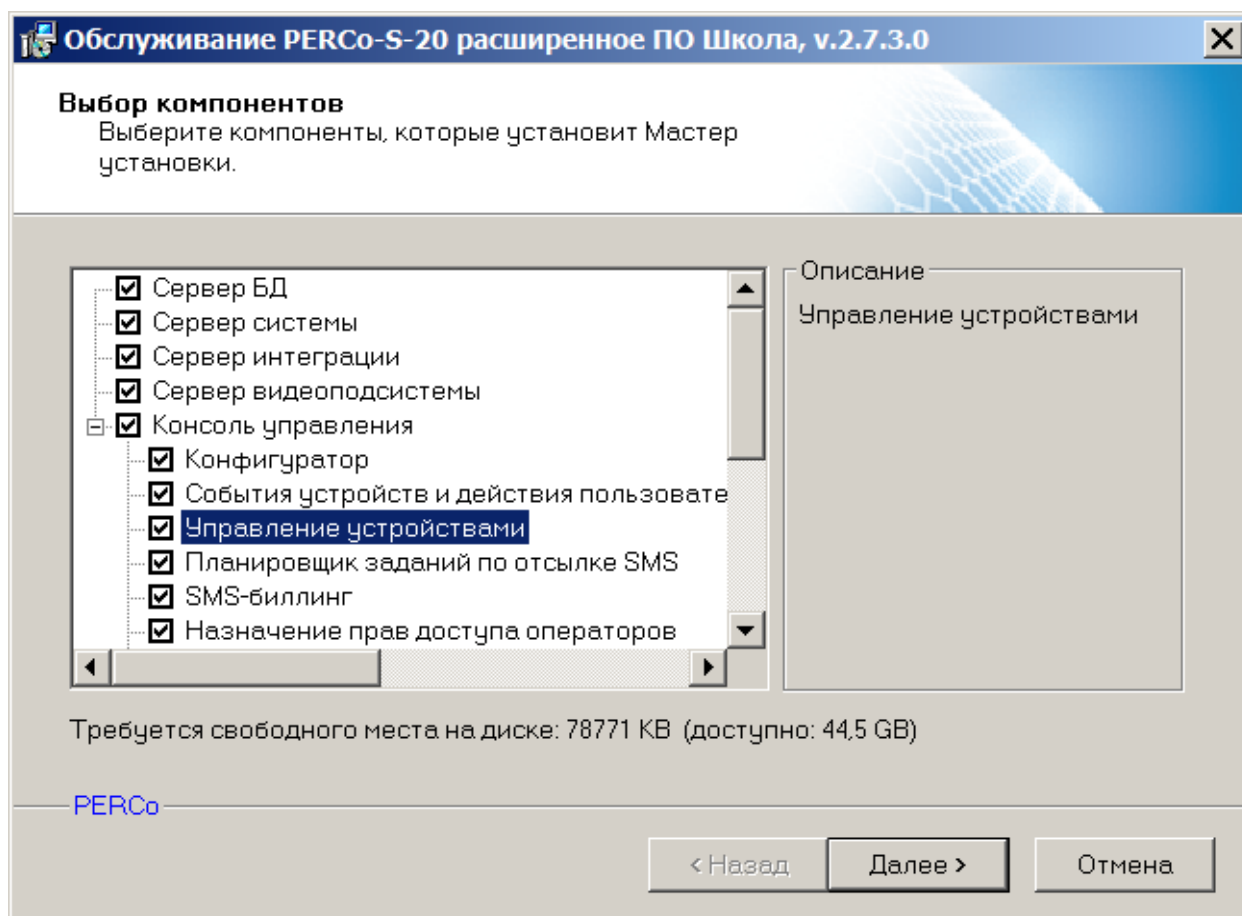 Обслуживание PERCo-S-20 расширенное ПО Школа, v.2.7.3.0
Выбор компонентов
Выберите компоненты, которые установит Мастер
установки.
Сервер БД
Сервер системы
Сервер интеграции
Сервер видеоподсистемы
Консоль управления
Конфигуратор
События устройств и действия пользовате
Управление устройствами
Планировщик заданий по отсылке SMS
SMS-биллинг
Назначение прав доступа операторов
Описание
Управление устройствами
Требуется свободного места на диске: 78771 KB (доступно: 44,5 GB)
PERCo
< Назад
Далее >
Отмена